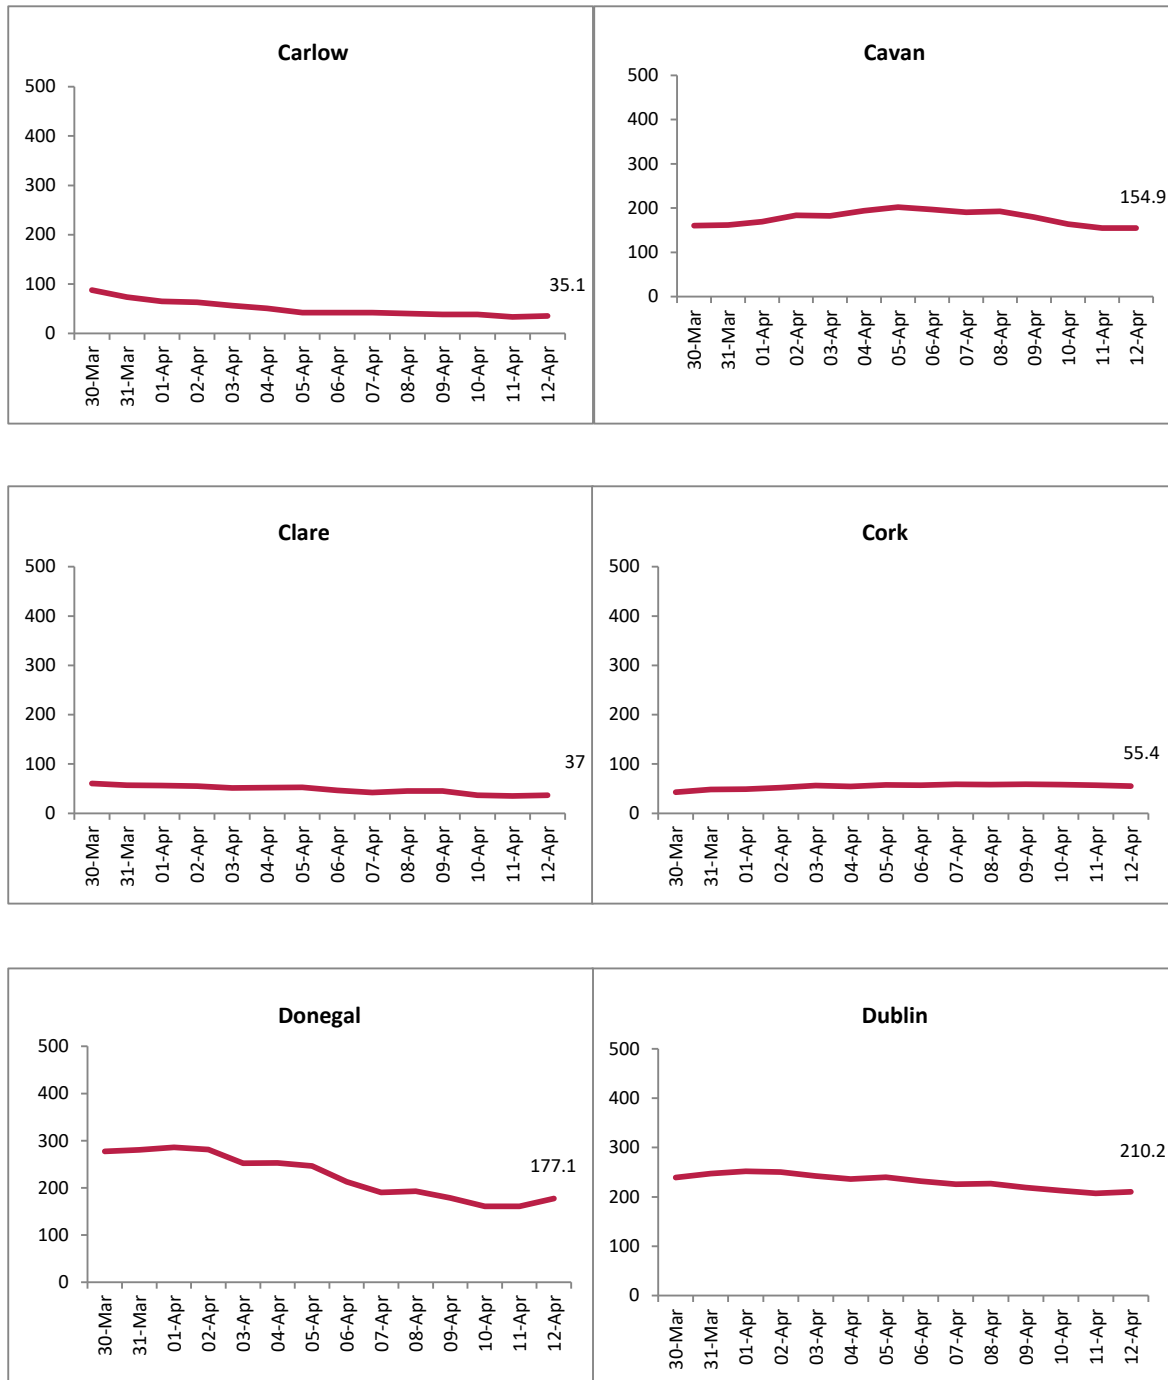 Carlow
500
400
300
200
100
0
35.1
30-Mar
31-Mar
01-Apr
02-Apr
03-Apr
04-Apr
05-Apr
06-Apr
07-Apr
08-Apr
09-Apr
10-Apr
11-Apr
12-Apr
Cavan
500
400
300
200
100
0
154.9
30-Mar
31-Mar
01-Apr
02-Apr
03-Apr
04-Apr
05-Apr
06-Apr
07-Apr
08-Apr
09-Apr
10-Apr
11-Apr
12-Apr
Clare
500
400
300
200
100
0
37
30-Mar
31-Mar
01-Apr
02-Apr
03-Apr
04-Apr
05-Apr
06-Apr
07-Apr
08-Apr
09-Apr
10-Apr
11-Apr
12-Apr
Cork
500
400
300
200
100
0
55.4
30-Mar
31-Mar
01-Apr
02-Apr
03-Apr
04-Apr
05-Apr
06-Apr
07-Apr
08-Apr
09-Apr
10-Apr
11-Apr
12-Apr
Donegal
500
400
300
200
100
0
177.1
30-Mar
31-Mar
01-Apr
02-Apr
03-Apr
04-Apr
05-Apr
06-Apr
07-Apr
08-Apr
09-Apr
10-Apr
11-Apr
12-Apr
Dublin
500
400
300
200
100
0
210.2
30-Mar
31-Mar
01-Apr
02-Apr
03-Apr
04-Apr
05-Apr
06-Apr
07-Apr
08-Apr
09-Apr
10-Apr
11-Apr
12-Apr